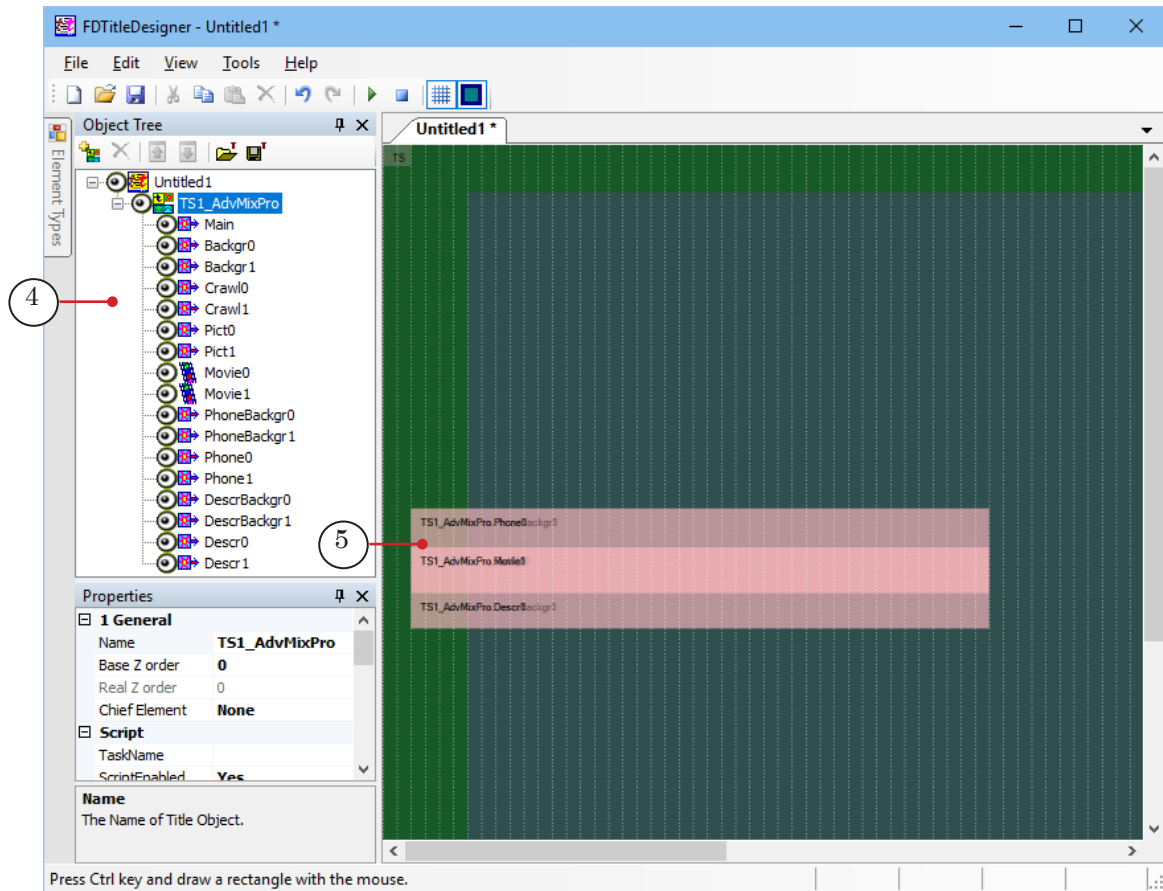 FDTitleDesigner - Untitled1 *
File Edit View Tools Help
Element Types
Object Tree
Untitled1
TS1_AdvMixPro
Main
Backgr0
Backgr1
Crawl0
Crawl1
Pict0
Pict1
Movie0
Movie1
PhoneBackgr0
PhoneBackgr1
Phone0
Phone1
DescrBackgr0
DescrBackgr1
Descr0
Descr1
4
Properties
1 General
Name TS1_AdvMixPro
Base Z order 0
Real Z order 0
Chief Element None
Script
TaskName
ScriptEnabled Yes
Name
The Name of Title Object.
Untitled1 *
TS
5
TS1_AdvMixPro.
TS1_AdvMixPro.
TS1_AdvMixPro.
Press Ctrl key and draw a rectangle with the mouse.